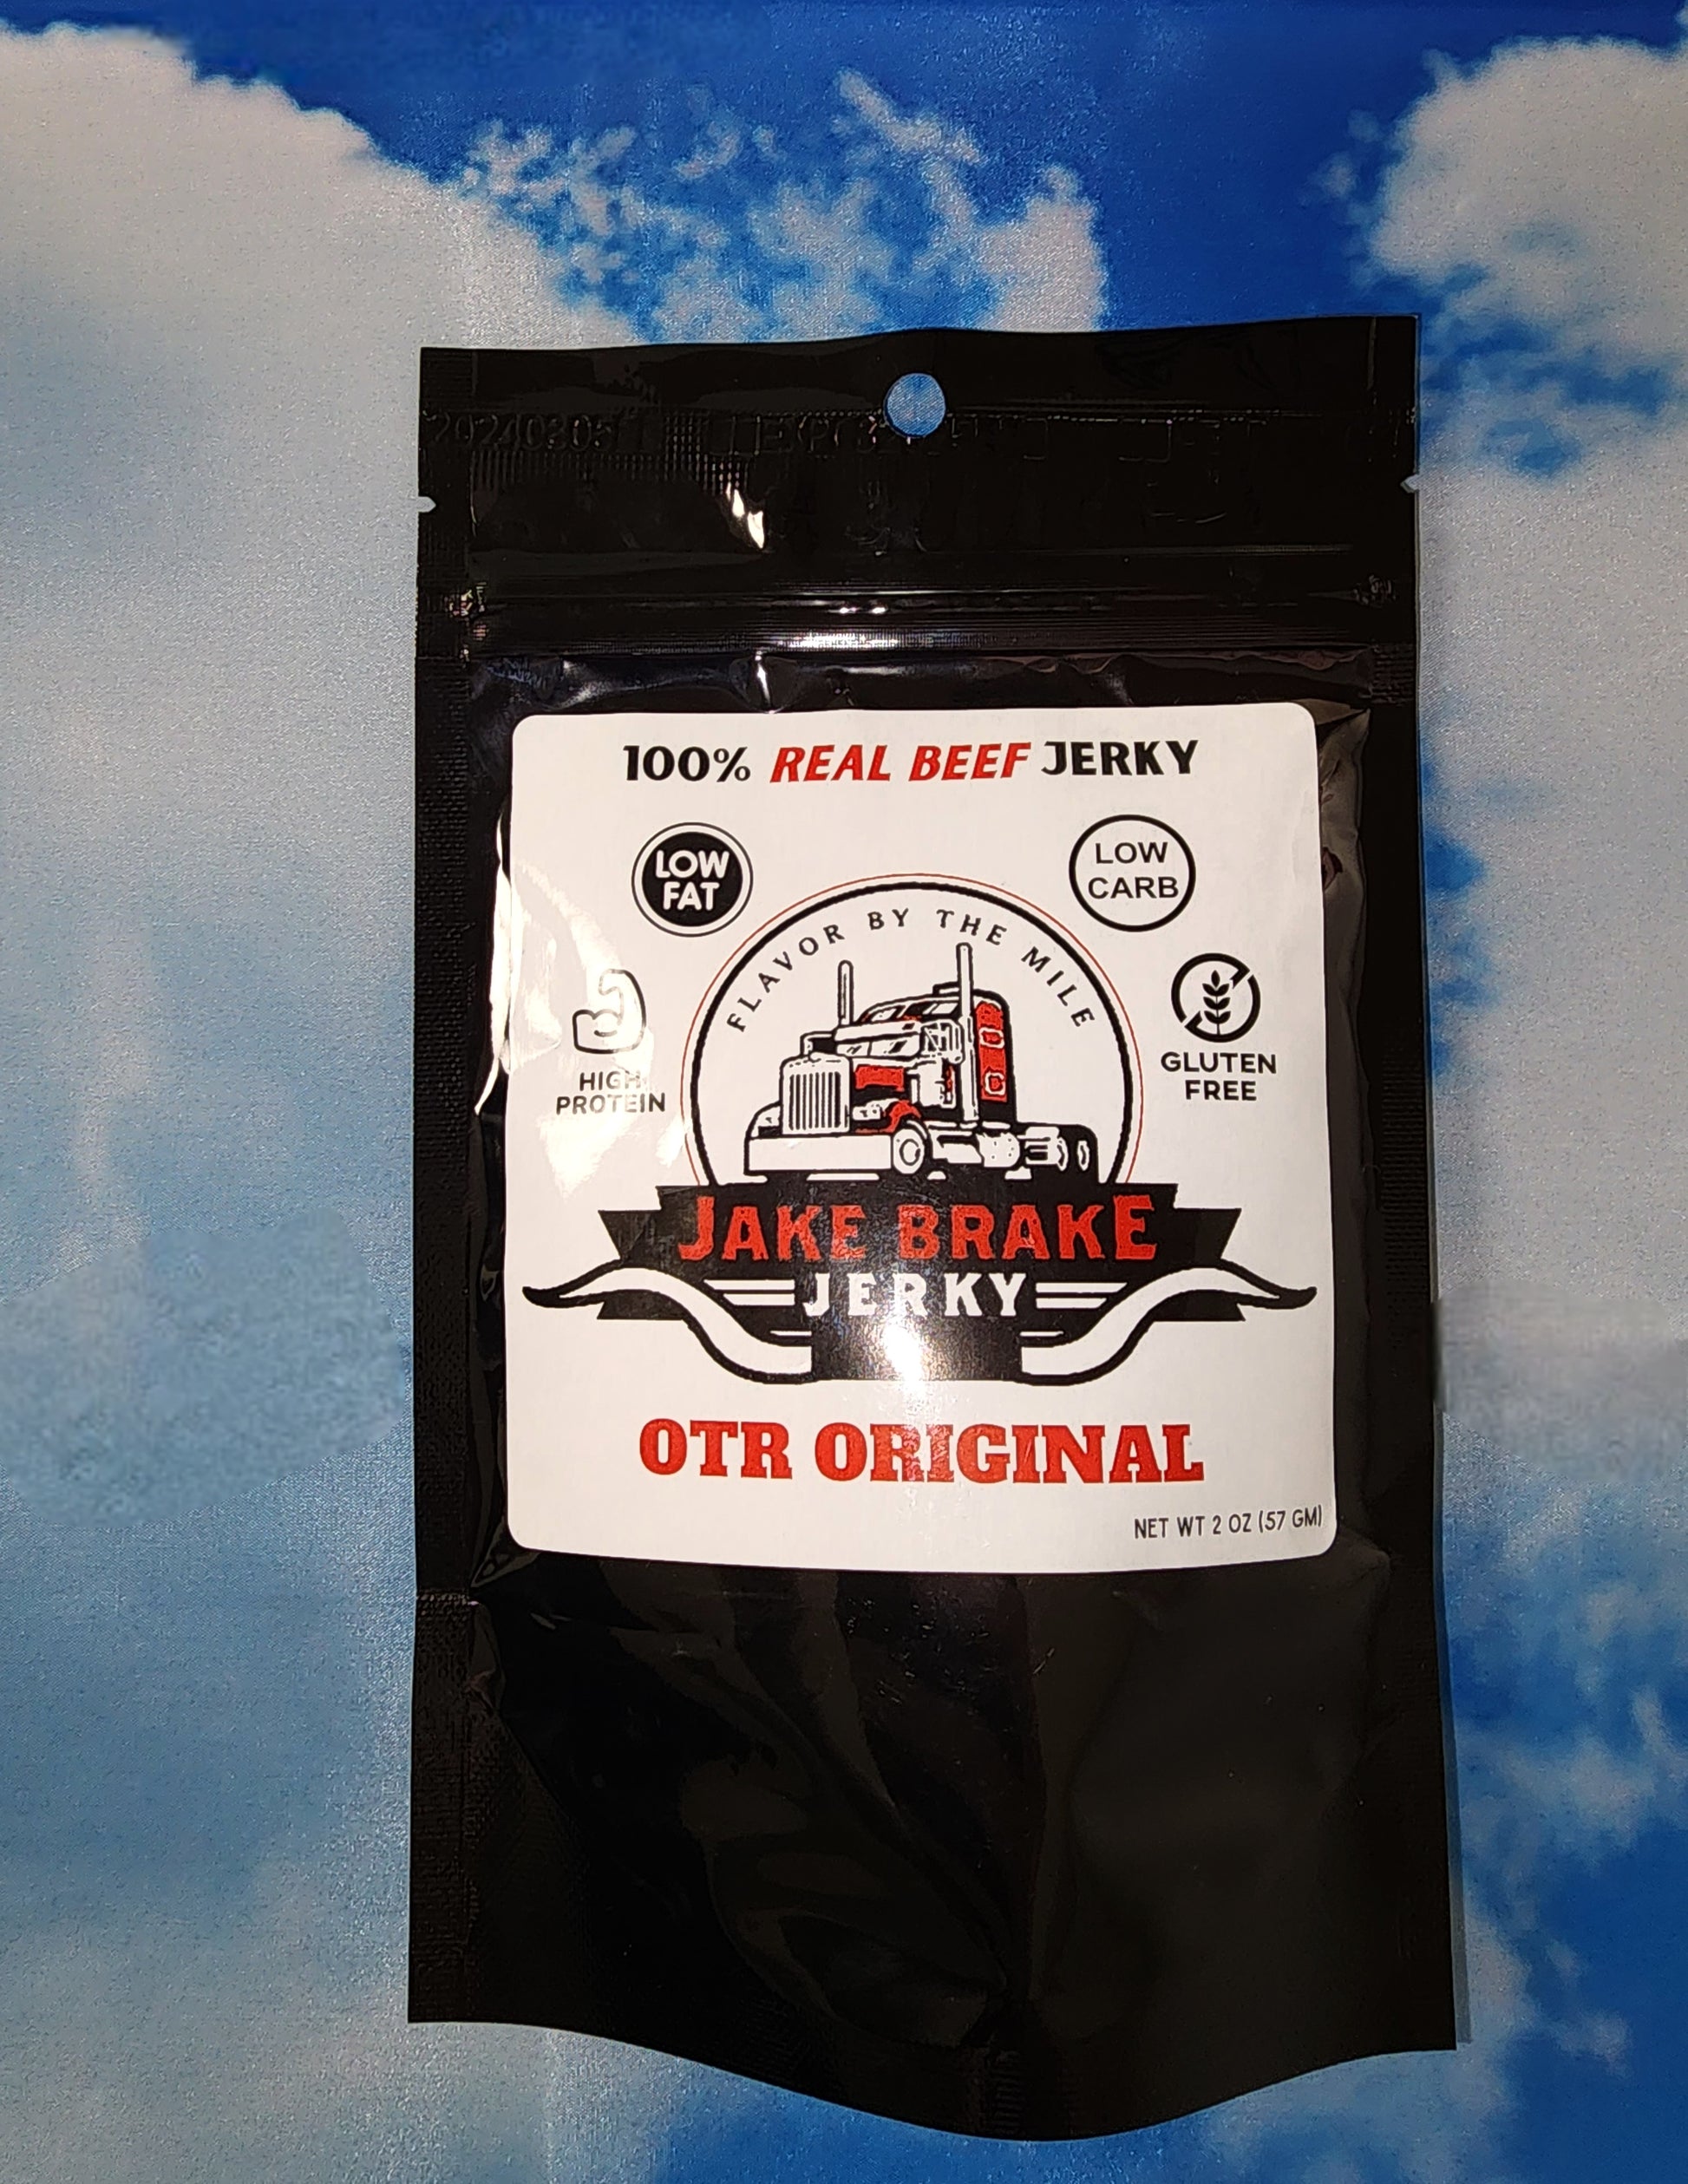 100% REAL BEEF JERKY
LOW
FAT
LOW
CARB
FLAVOR BY THE MILE
HIGH
PROTEIN
GLUTEN
FREE
JAKE BRAKE
JERKY
OTR ORIGINAL
NET WT 2 OZ (57 GM)